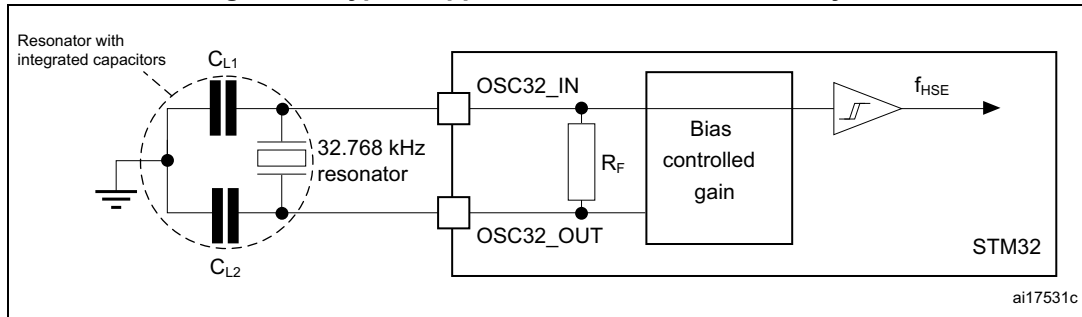 Resonator with
integrated capacitors
CL1
OSC32_IN
fHSE
32.768 kHz
resonator
RF
Bias
controlled
gain
OSC32_OUT
STM32
CL2
ai17531c